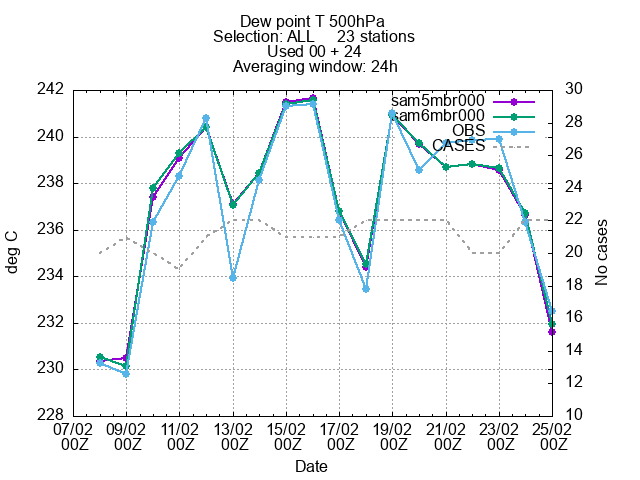 Dew point T 500hPa
Selection: ALL 23 stations
Used 00 + 24
Averaging window: 24h
242 30
sam5mbr000
sam6mbr000
OBS
CASES
240
238
236
234
232
230
228
28
26
24
22
20
18
16
14
12
10
deg C
No cases
07/02 09/02 11/02 13/02 15/02 17/02 19/02 21/02 23/02 25/02
00Z 00Z 00Z 00Z 00Z 00Z 00Z 00Z 00Z 00Z
Date